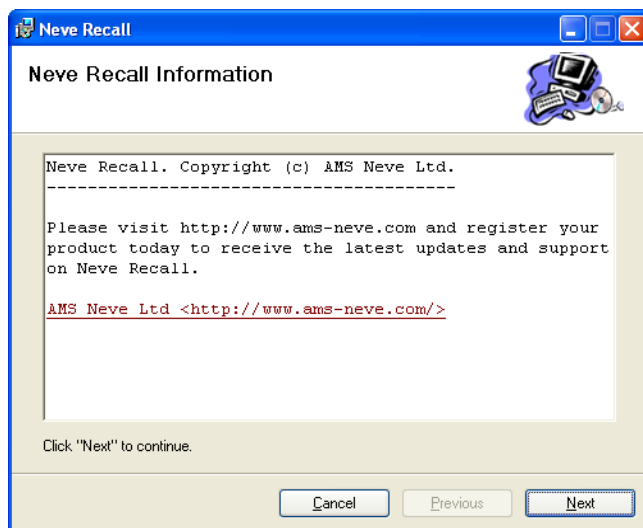 Neve Recall
Neve Recall Information
Neve Recall. Copyright (c) AMS Neve Ltd.
----------------------------------------
Please visit http://www.ams-neve.com and register your
product today to receive the latest updates and support
on Neve Recall.
AMS Neve Ltd <http://www.ams-neve.com/>
Click "Next" to continue.
Cancel Previous Next